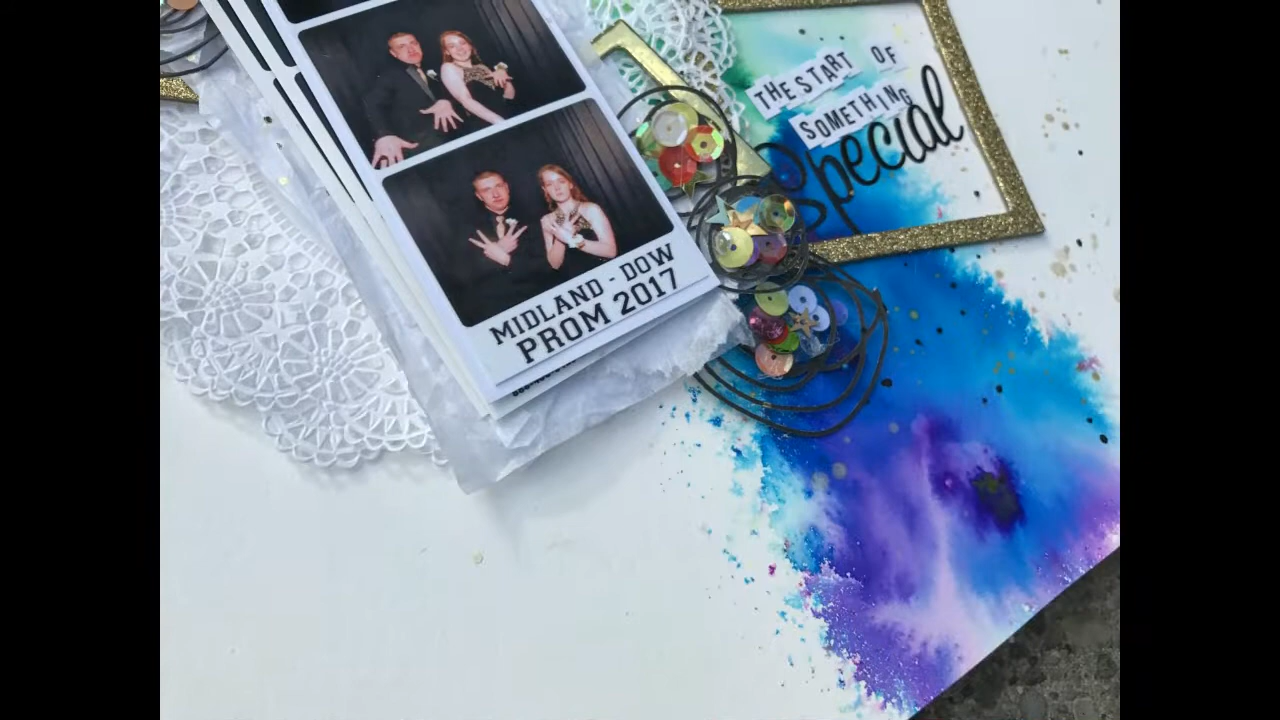 THE START OF
SOMETHING
Special
MIDLAND - DOW
PROM 2017